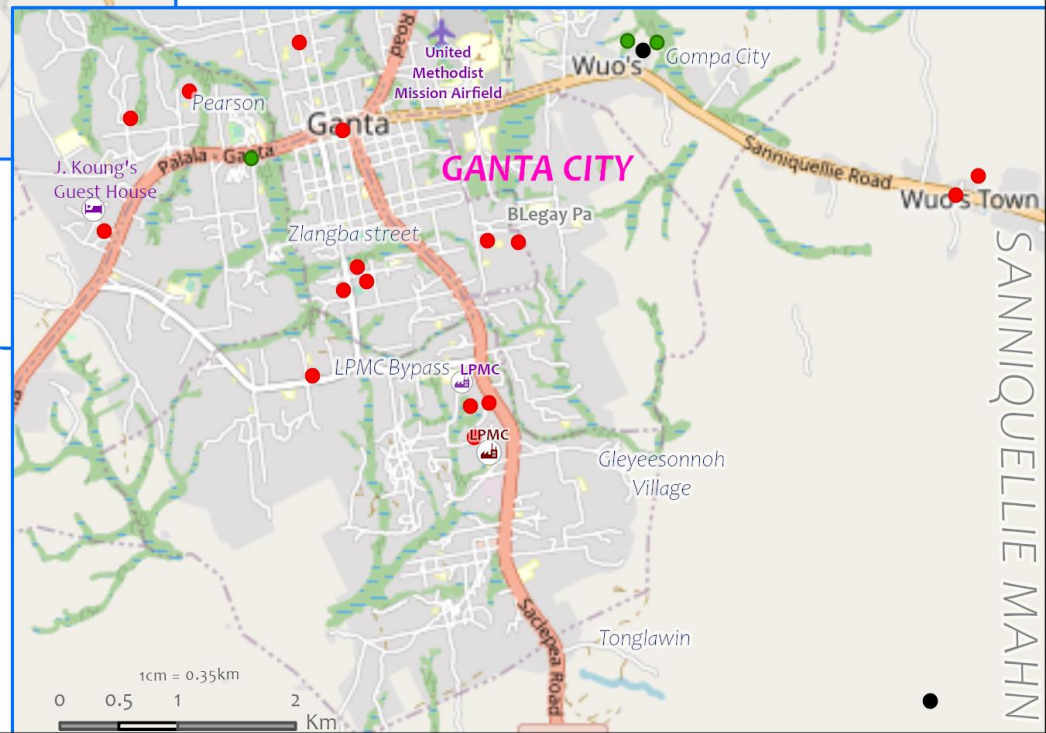 Road
United
Methodist
Mission Airfield
Wuo's
Gompa City
Pearson
Ganta
Palala - Ganta
GANTA CITY
Sanniquellie Road
J. Koung's
Guest House
Wuo's Town
BLegay Pa
Zlangba street
SANNIQUELLIE MAHN
LPMC Bypass
LPMC
LPMC
Gleyeesonnoh
Village
Saclepea Road
Tonglawin
1cm = 0.35km
0 0.5 1 2
Km